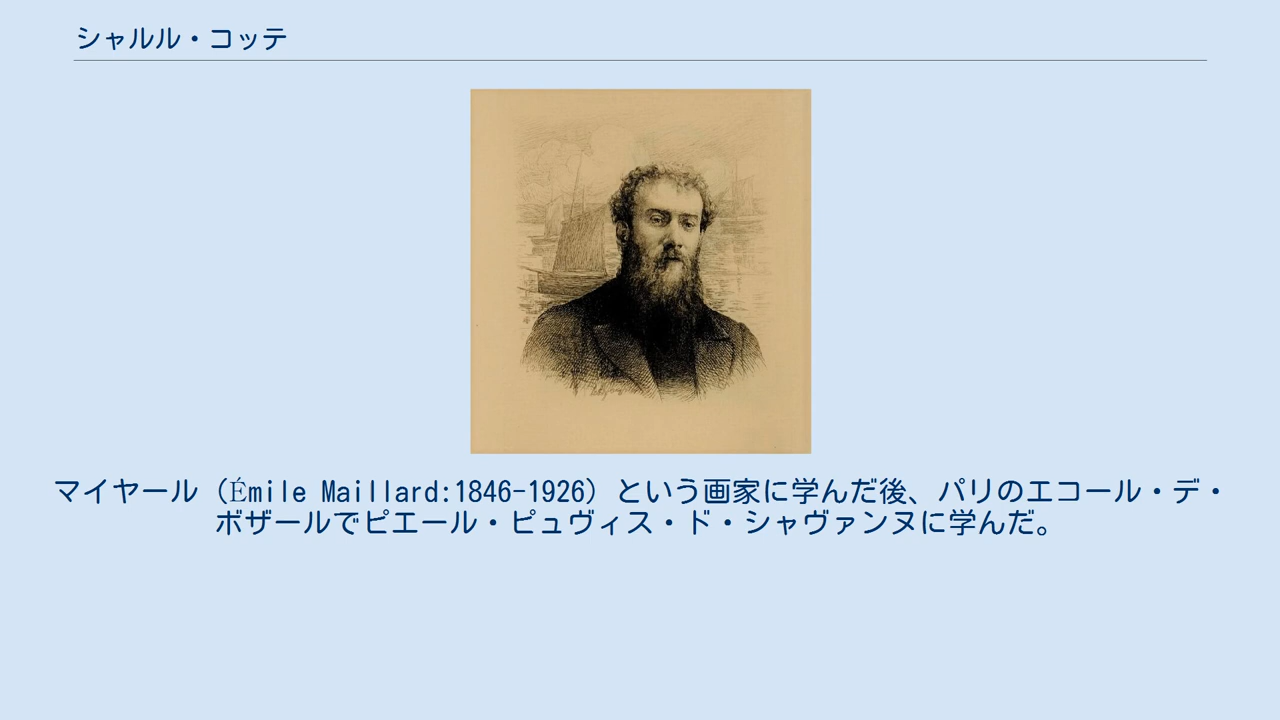 シャルル・コッテ
マイヤール（Émile Maillard:1846-1926）という画家に学んだ後、パリのエコール・デ・
ボザールでピエール・ピュヴィス・ド・シャヴァンヌに学んだ。